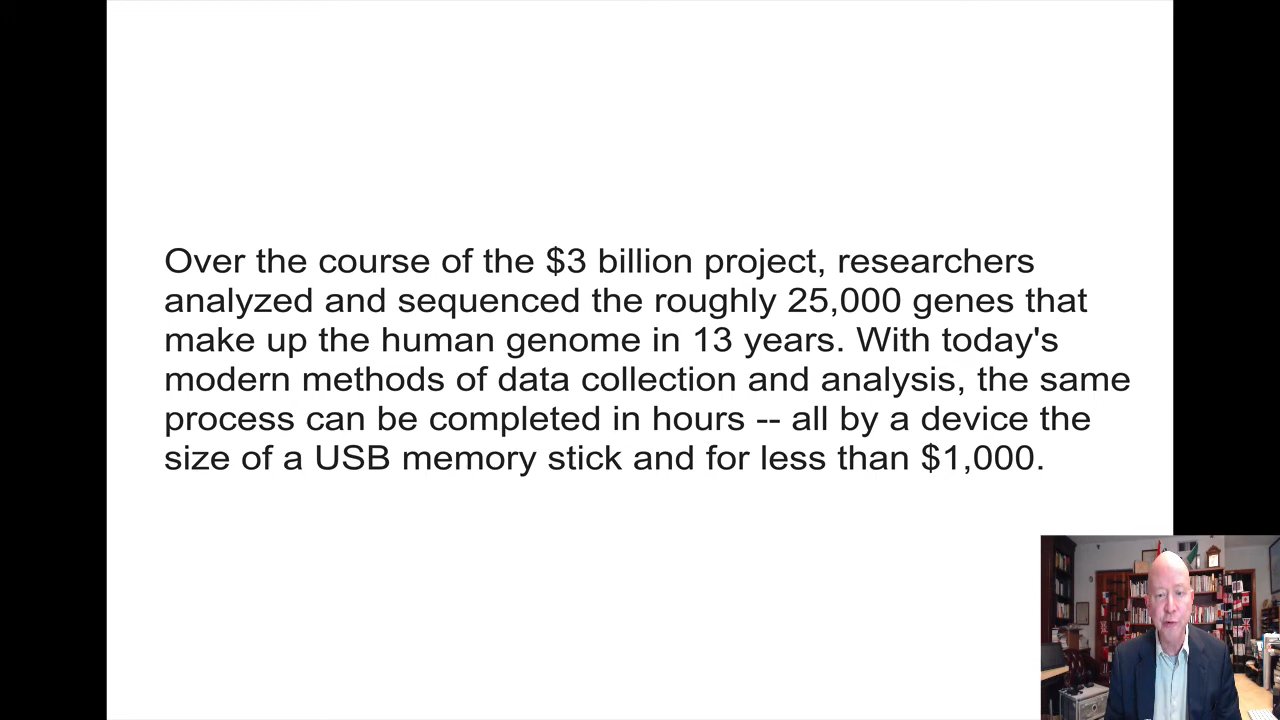 Over the course of the $3 billion project, researchers
analyzed and sequenced the roughly 25,000 genes that
make up the human genome in 13 years. With today's
modern methods of data collection and analysis, the same
process can be completed in hours -- all by a device the
size of a USB memory stick and for less than $1,000.